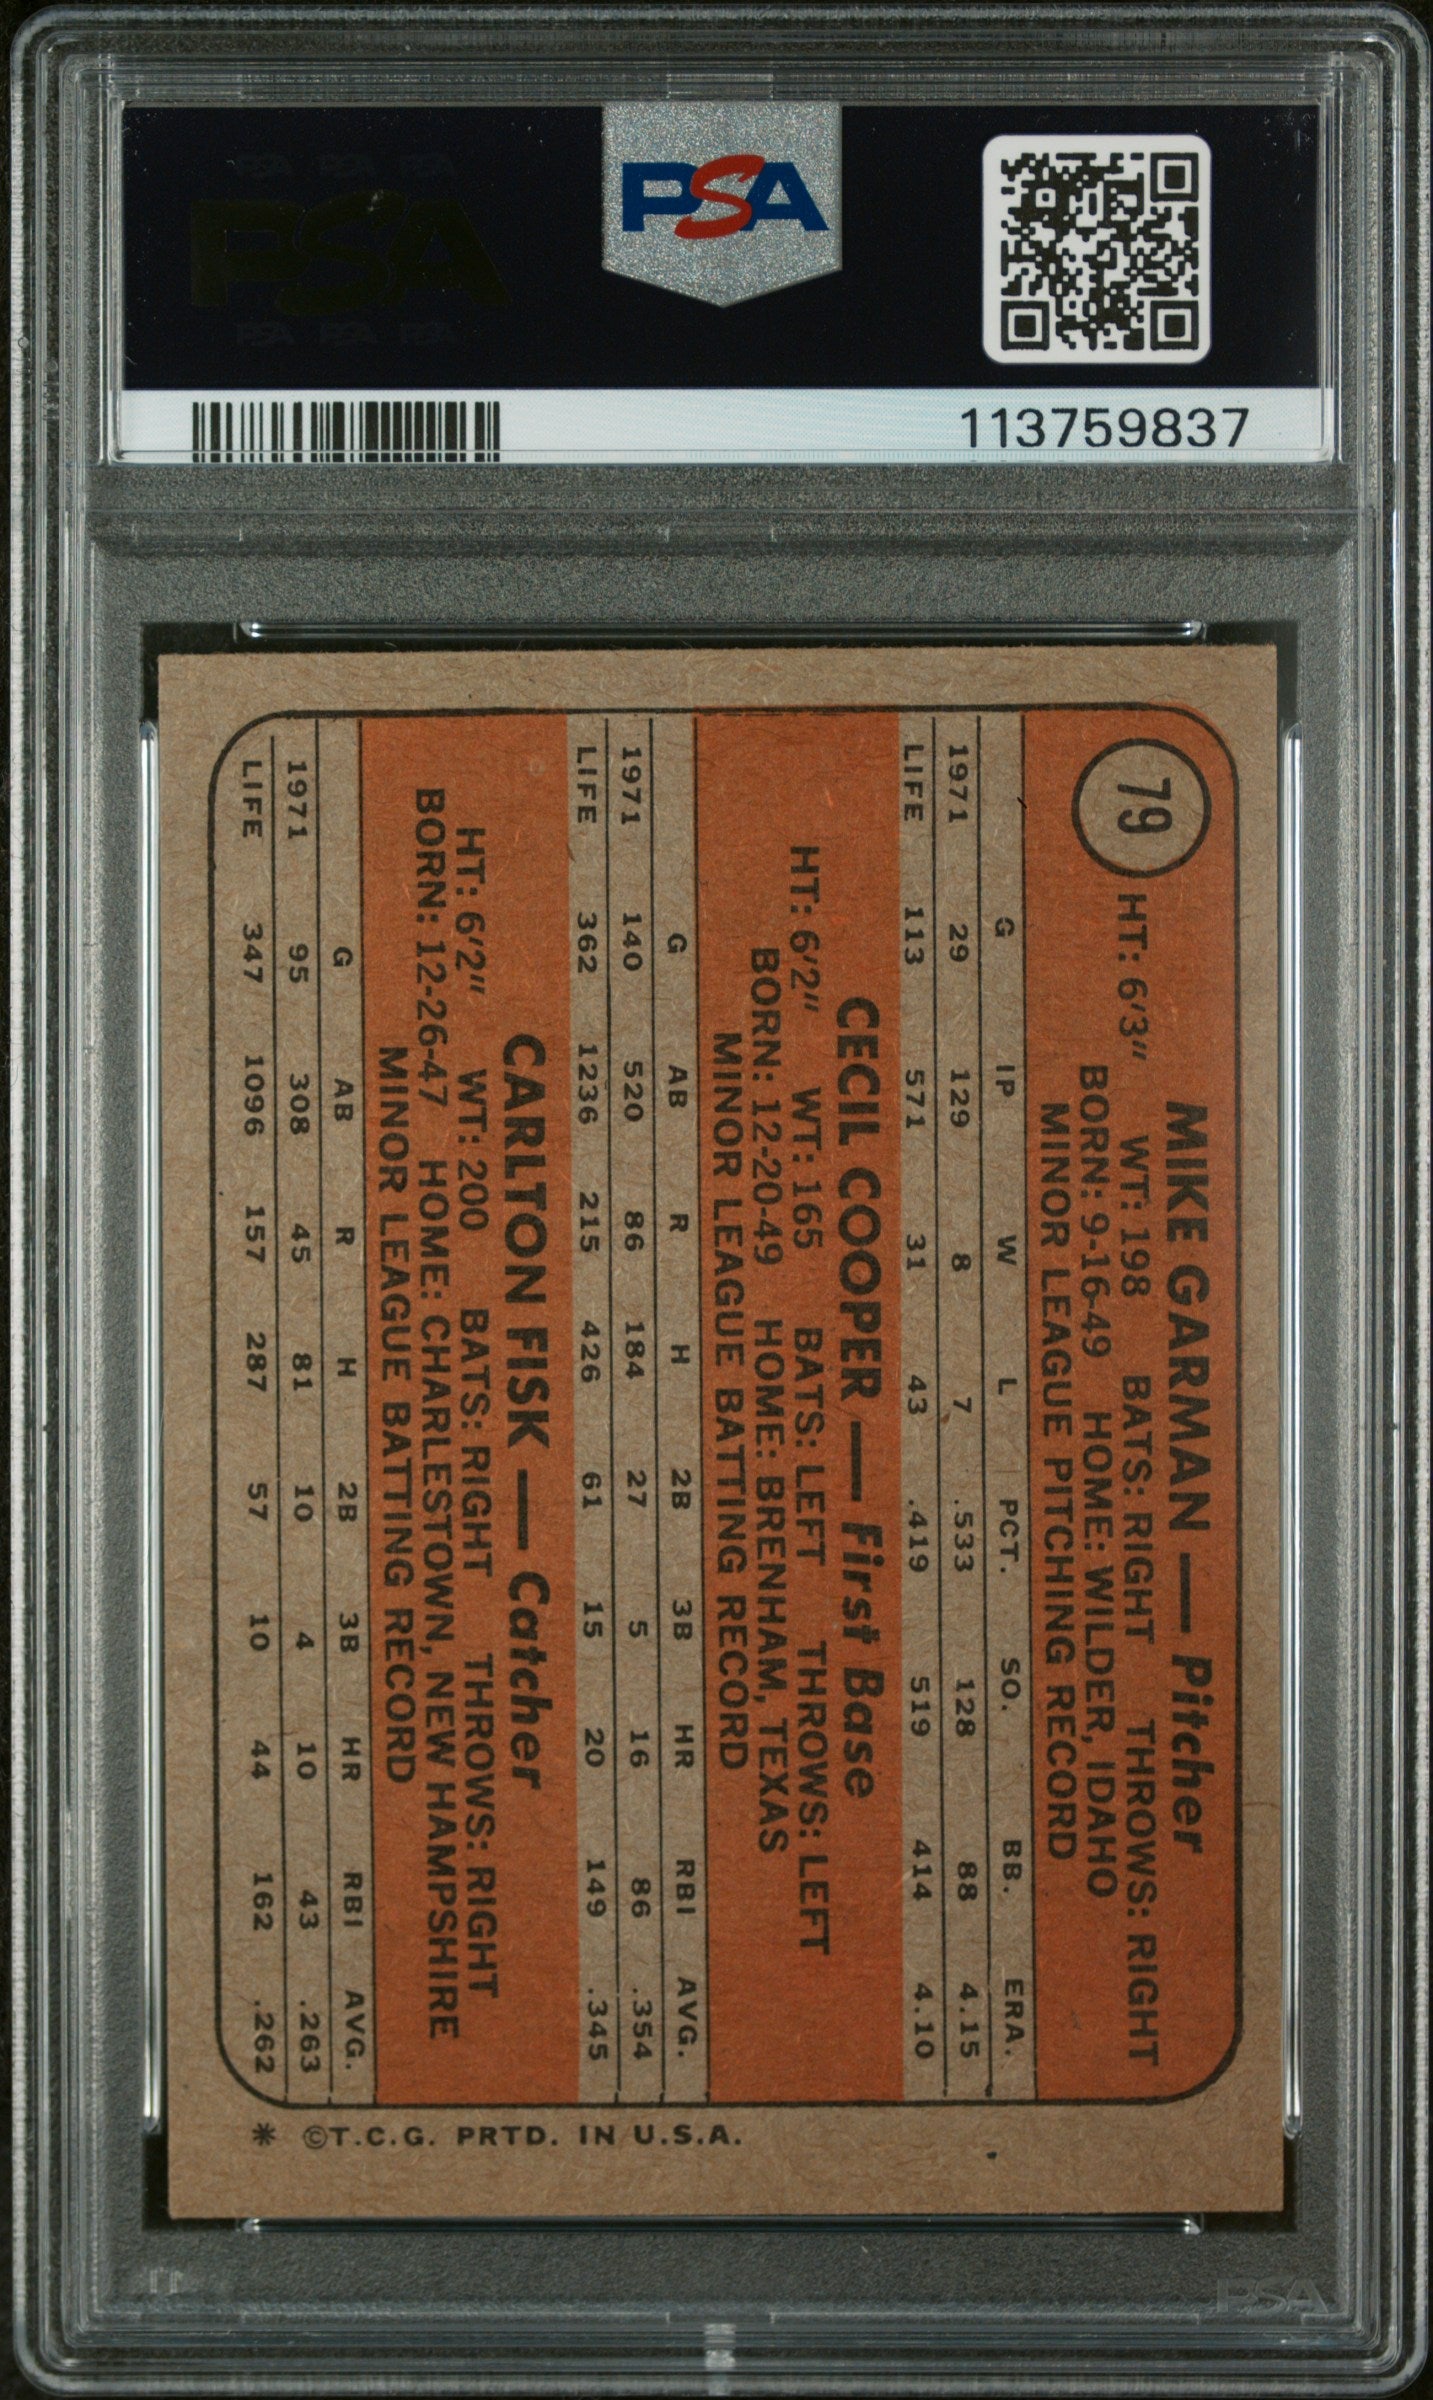 PSA
PSA PSA PSA
PSA
PSA PSA PSA
113759837
79
MIKE GARMAN — Pitcher
HT: 6'3" WT: 198 BATS: RIGHT THROWS: RIGHT
BORN: 9-16-49 HOME: WILDER, IDAHO
MINOR LEAGUE PITCHING RECORD
G IP W L PCT. SO. BB. ERA.
1971 29 129 8 7 .533 128 88 4.15
LIFE 113 571 31 43 .419 519 414 4.10
CECIL COOPER — First Base
HT: 6'2" WT: 165 BATS: LEFT THROWS: LEFT
BORN: 12-20-49 HOME: BRENHAM, TEXAS
MINOR LEAGUE BATTING RECORD
G AB R H 2B 3B HR RBI AVG.
1971 140 520 86 184 27 5 16 86 .354
LIFE 362 1236 215 426 61 15 20 149 .345
CARLTON FISK — Catcher
HT: 6'2" WT: 200 BATS: RIGHT THROWS: RIGHT
BORN: 12-26-47 HOME: CHARLESTOWN, NEW HAMPSHIRE
MINOR LEAGUE BATTING RECORD
G AB R H 2B 3B HR RBI AVG.
1971 95 308 45 81 10 4 10 43 .263
LIFE 347 1096 157 287 57 10 44 162 .262
* ©T.C.G. PRTD. IN U.S.A.
PSA